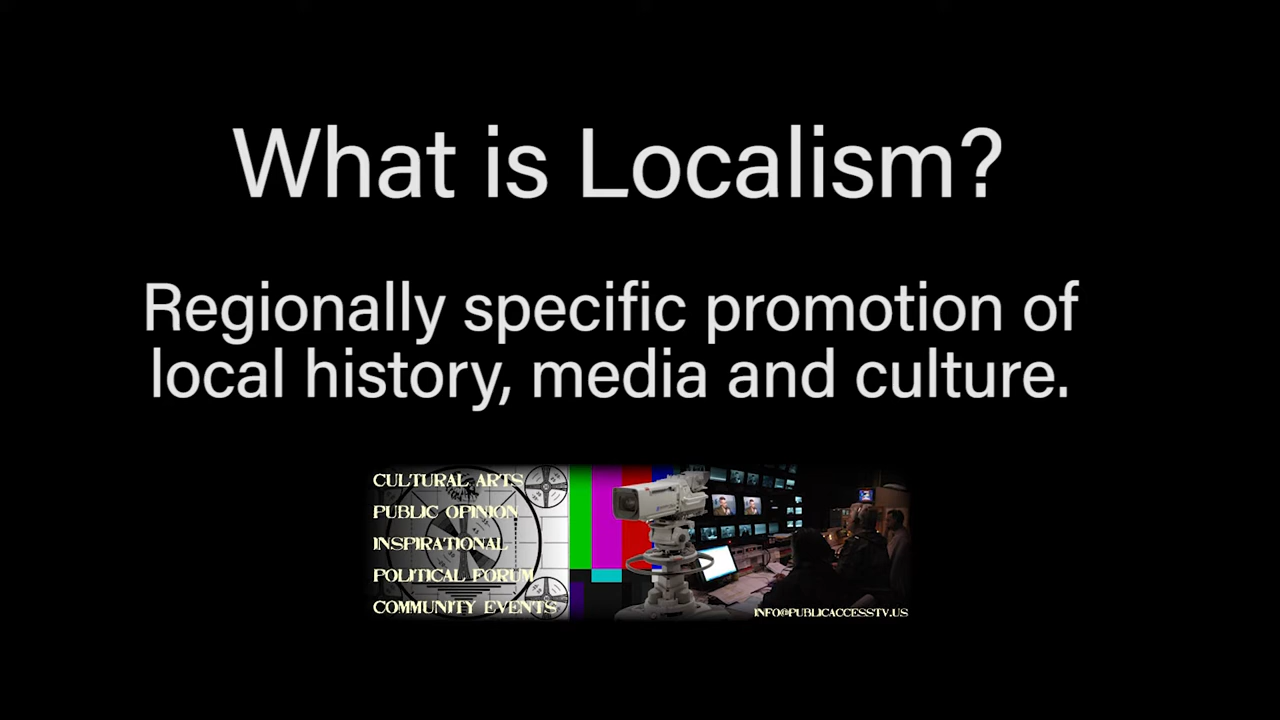 What is Localism?
Regionally specific promotion of
local history, media and culture.
CULTURAL ARTS
PUBLIC OPINION
INSPIRATIONAL
POLITICAL FORUM
COMMUNITY EVENTS
INFO@PUBLICACCESSTV.US